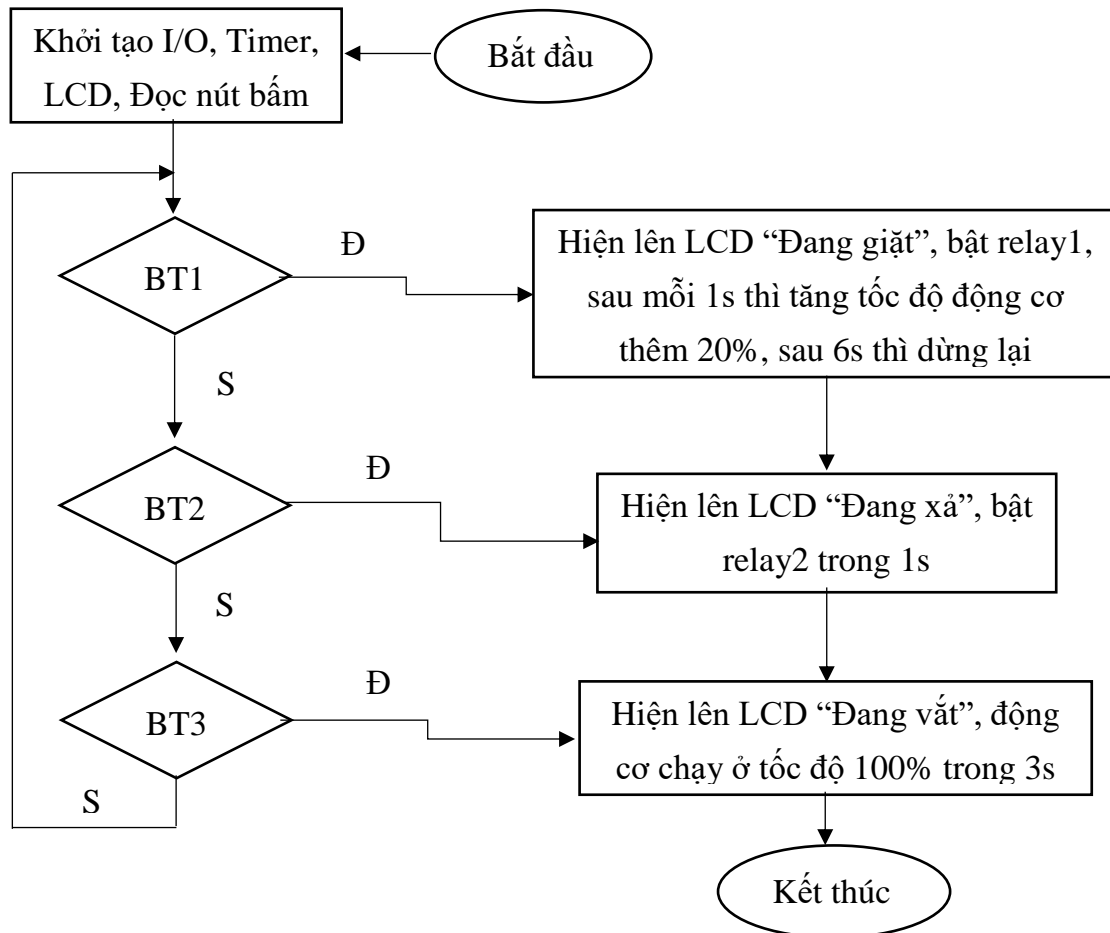 Khởi tạo I/O, Timer,
LCD, Đọc nút bấm
Bắt đầu
BT1
Đ
Hiện lên LCD “Đang giặt”, bật relay1,
sau mỗi 1s thì tăng tốc độ động cơ
thêm 20%, sau 6s thì dừng lại
S
BT2
Đ
Hiện lên LCD “Đang xả”, bật
relay2 trong 1s
S
BT3
Đ
Hiện lên LCD “Đang vắt”, động
cơ chạy ở tốc độ 100% trong 3s
S
Kết thúc